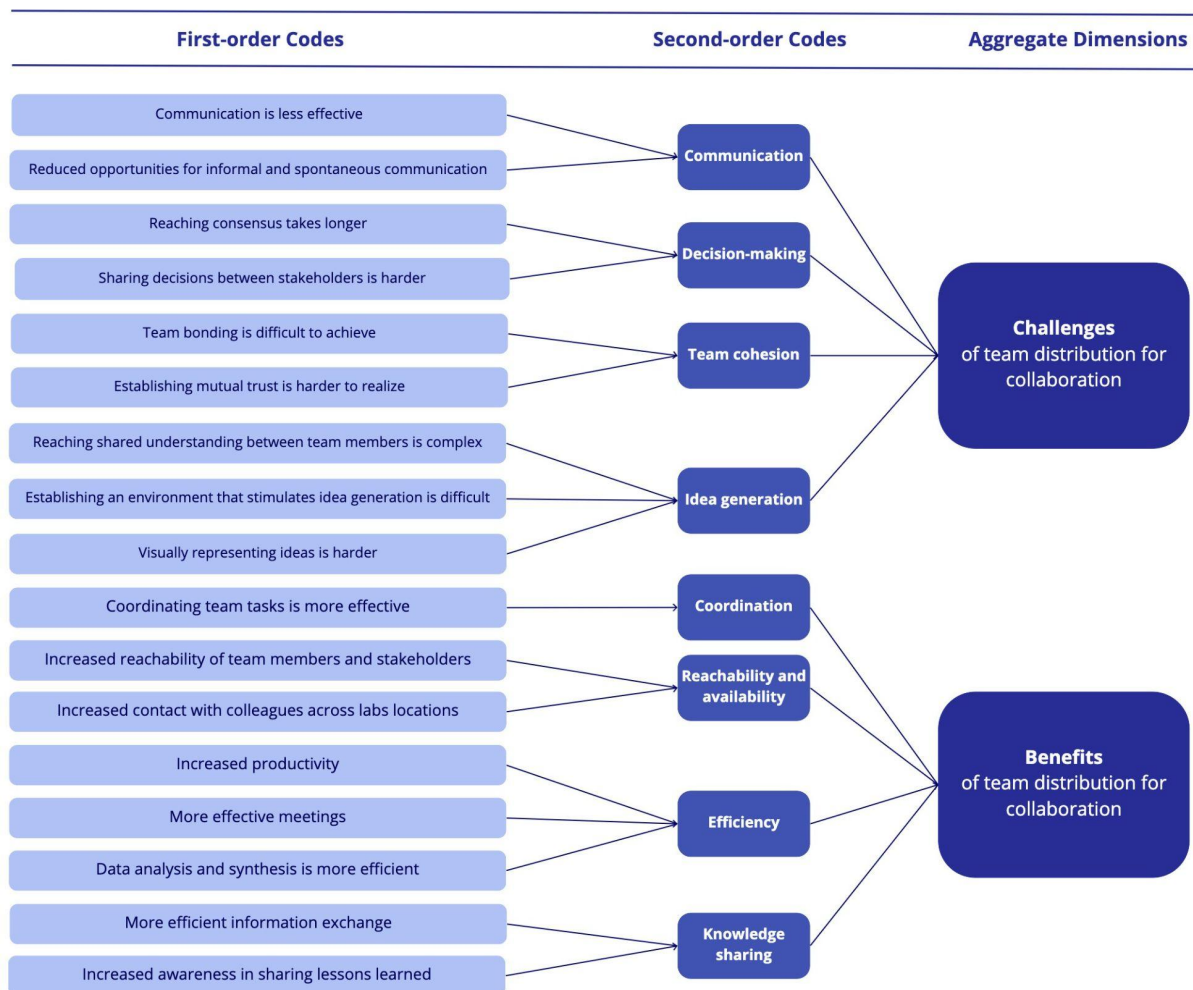 First-order Codes
Second-order Codes
Aggregate Dimensions
Communication is less effective
Reduced opportunities for informal and spontaneous communication
Communication
Reaching consensus takes longer
Sharing decisions between stakeholders is harder
Decision-making
Team bonding is difficult to achieve
Establishing mutual trust is harder to realize
Team cohesion
Reaching shared understanding between team members is complex
Establishing an environment that stimulates idea generation is difficult
Visually representing ideas is harder
Idea generation
Challenges
of team distribution for
collaboration
Coordinating team tasks is more effective
Coordination
Increased reachability of team members and stakeholders
Increased contact with colleagues across labs locations
Reachability and
availability
Increased productivity
More effective meetings
Data analysis and synthesis is more efficient
Efficiency
More efficient information exchange
Increased awareness in sharing lessons learned
Knowledge
sharing
Benefits
of team distribution for
collaboration